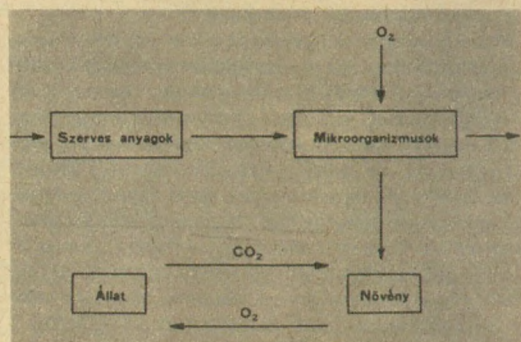 O₂
Szerves anyagok
Mikroorganizmusok
CO₂
Állat
Növény
O₂